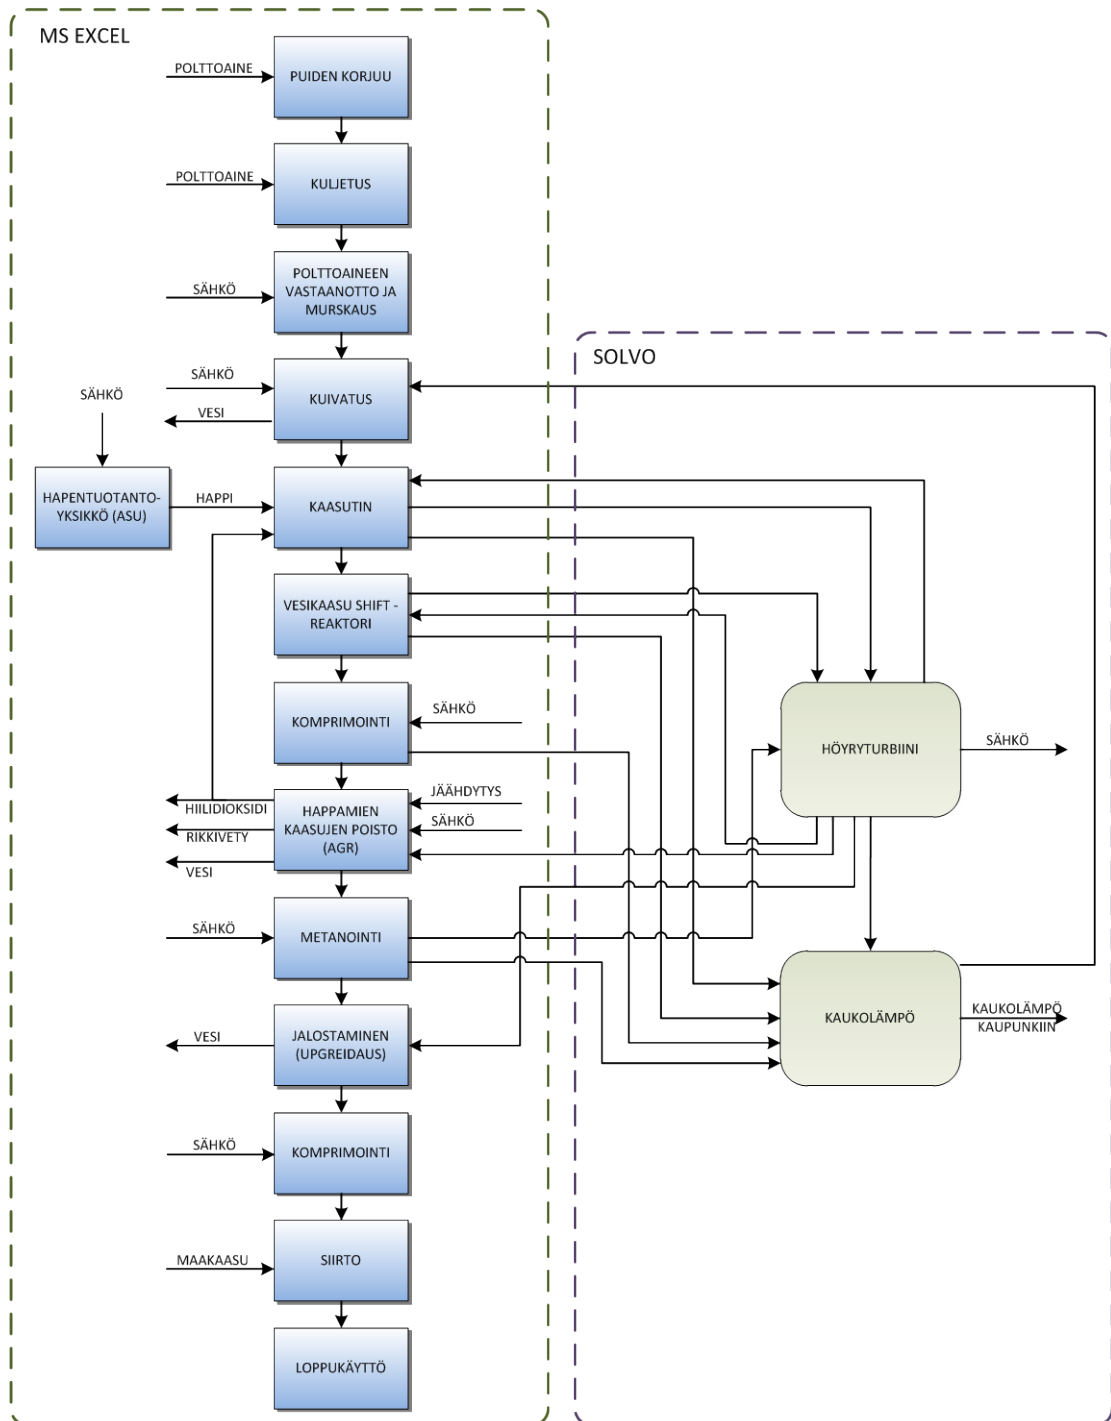 MS EXCEL
POLTTOAINE
PUIDEN KORJUU
POLTTOAINE
KULJETUS
SÄHKÖ
POLTTOAINEEN
VASTAANOTTO JA
MURSKAUS
SOLVO
SÄHKÖ
KUIVATUS
VESI
SÄHKÖ
HAPENTUOTANTO-
YKSIKKÖ (ASU)
HAPPI
KAASUTIN
VESIKAASU SHIFT -
REAKTORI
KOMPRIMOINTI
SÄHKÖ
HÖYRYTURBIINI
SÄHKÖ
HIILIDIOKSIDI
RIKKIVETY
VESI
HAPPAMIEN
KAASUJEN POISTO
(AGR)
JÄÄHDYTYS
SÄHKÖ
SÄHKÖ
METANOINTI
KAUKOLÄMPÖ
KAUKOLÄMPÖ
KAUPUNKIIN
VESI
JALOSTAMINEN
(UPGREIDAUS)
SÄHKÖ
KOMPRIMOINTI
MAAKAASU
SIIRTO
LOPPUKÄYTTÖ